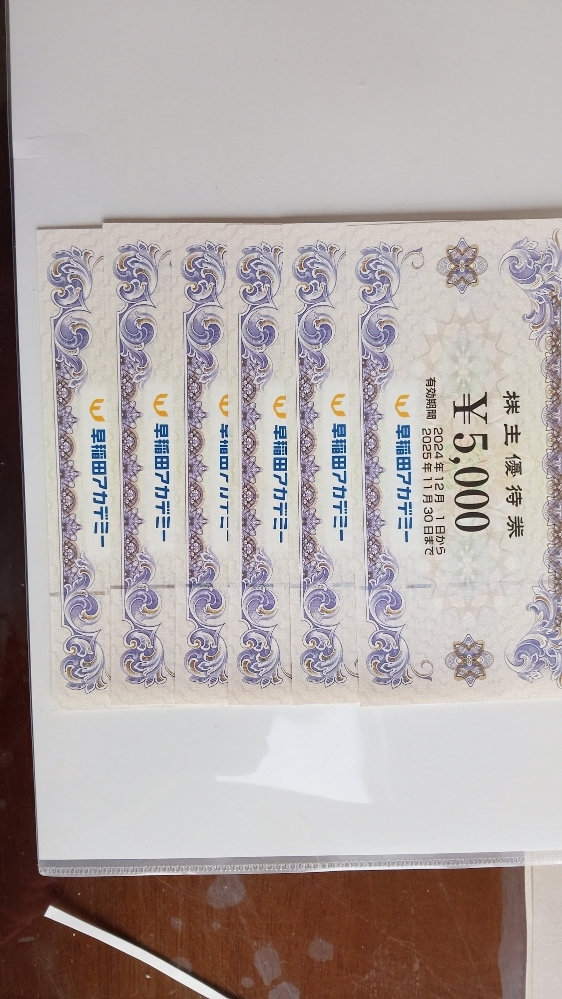 株主優待券
¥5,000
有効期間
2024年12月 1日から
2025年11月30日まで
早稲田アカデミー
早稲田アカデミー
早稲田アカデミー
早稲田アカデミー
早稲田アカデミー
早稲田アカデミー